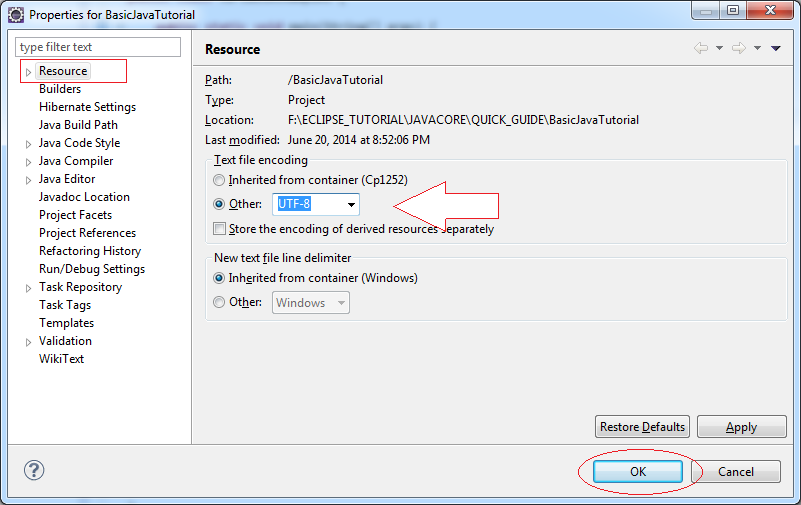 Properties for BasicJavaTutorial
type filter text
Resource
Builders
Hibernate Settings
Java Build Path
Java Code Style
Java Compiler
Java Editor
Javadoc Location
Project Facets
Project References
Refactoring History
Run/Debug Settings
Task Repository
Task Tags
Templates
Validation
WikiText
Resource
Path: /BasicJavaTutorial
Type: Project
Location: F:\ECLIPSE_TUTORIAL\JAVACORE\QUICK_GUIDE\BasicJavaTutorial
Last modified: June 20, 2014 at 8:52:06 PM
Text file encoding
Inherited from container (Cp1252)
Other: UTF-8
Store the encoding of derived resources separately
New text file line delimiter
Inherited from container (Windows)
Other: Windows
Restore Defaults Apply
? OK Cancel